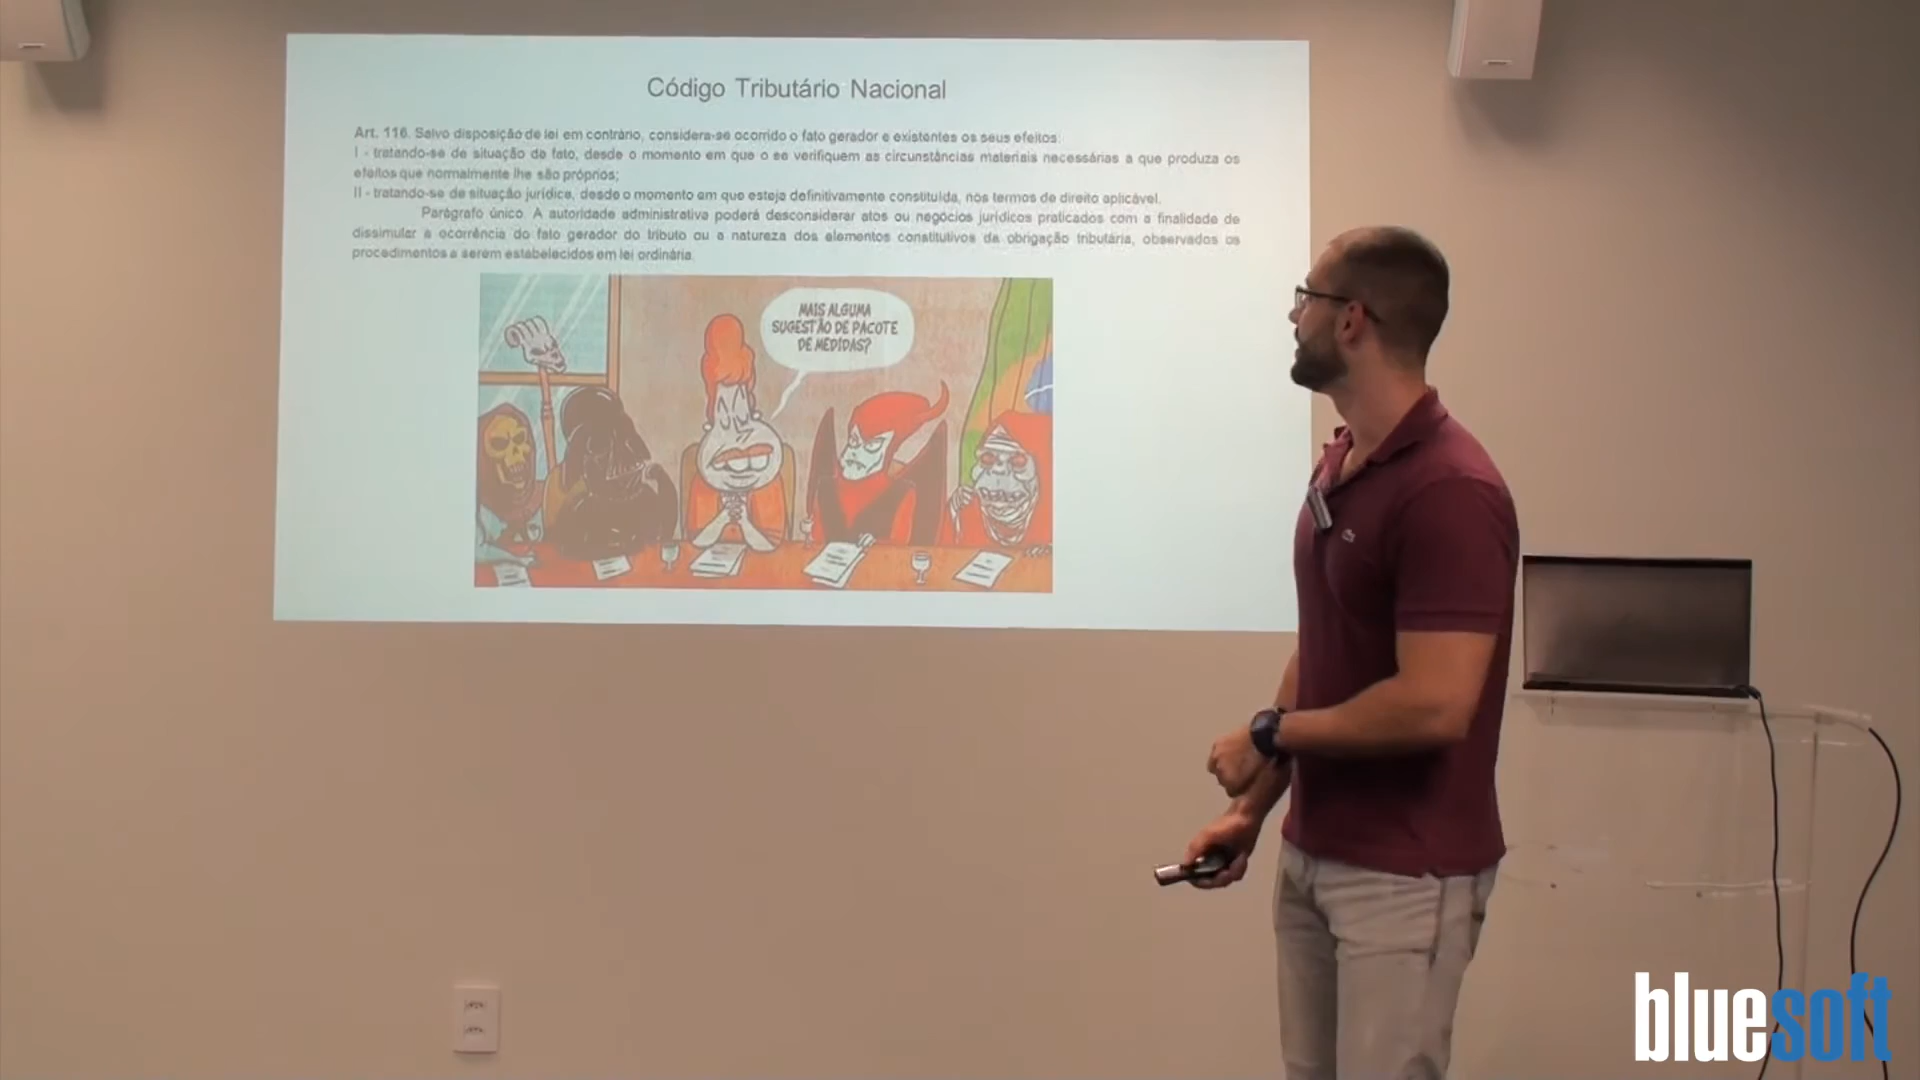 Código Tributário Nacional
Art. 116. Salvo disposição de lei em contrário, considera-se ocorrido o fato gerador e existentes os seus efeitos:
I - tratando-se de situação de fato, desde o momento em que o se verifiquem as circunstâncias materiais necessárias a que produza os
efeitos que normalmente lhe são próprios;
II - tratando-se de situação jurídica, desde o momento em que esteja definitivamente constituída, nos termos de direito aplicável.
Parágrafo único. A autoridade administrativa poderá desconsiderar atos ou negócios jurídicos praticados com a finalidade de
dissimular a ocorrência do fato gerador do tributo ou a natureza dos elementos constitutivos da obrigação tributária, observados os
procedimentos a serem estabelecidos em lei ordinária.
MAIS ALGUMA
SUGESTÃO DE PACOTE
DE MEDIDAS?
bluesoft